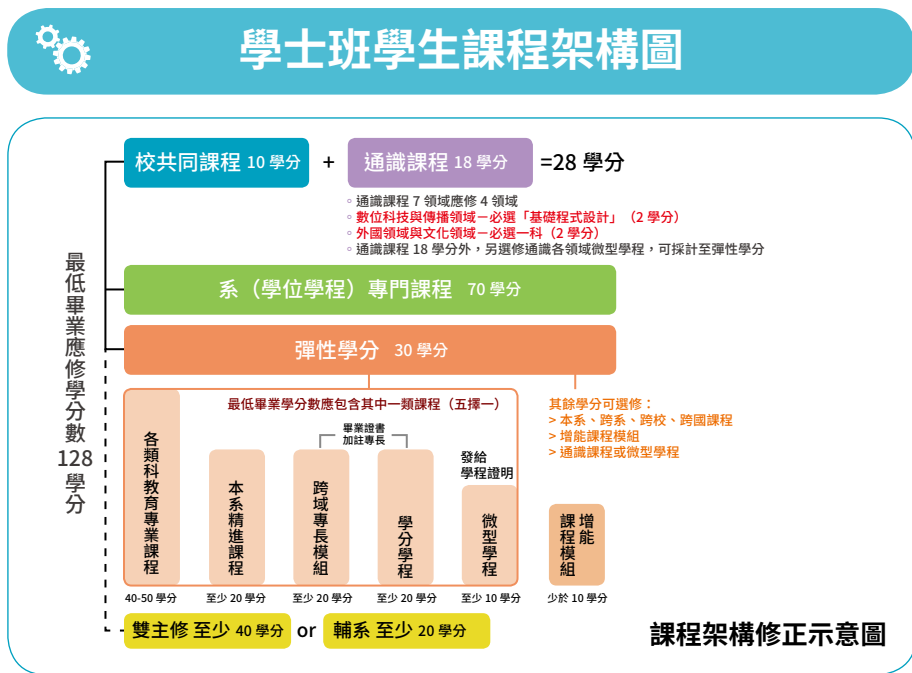 學士班學生課程架構圖
最低畢業應修學分數128學分
校共同課程 10 學分 + 通識課程 18 學分 =28 學分
◦ 通識課程 7 領域應修 4 領域
◦ 數位科技與傳播領域－必選「基礎程式設計」（2 學分）
◦ 外國領域與文化領域－必選一科（2 學分）
◦ 通識課程 18 學分外，另選修通識各領域微型學程，可採計至彈性學分
系（學位學程）專門課程 70 學分
彈性學分 30 學分
最低畢業學分數應包含其中一類課程（五擇一）
畢業證書
加註專長
發給
學程證明
各類科教育專業課程
本系精進課程
跨域專長模組
學分學程
微型學程
40-50 學分
至少 20 學分
至少 20 學分
至少 20 學分
至少 10 學分
其餘學分可選修：
> 本系、跨系、跨校、跨國課程
> 增能課程模組
> 通識課程或微型學程
增能
課程模組
少於 10 學分
雙主修 至少 40 學分 or 輔系 至少 20 學分
課程架構修正示意圖